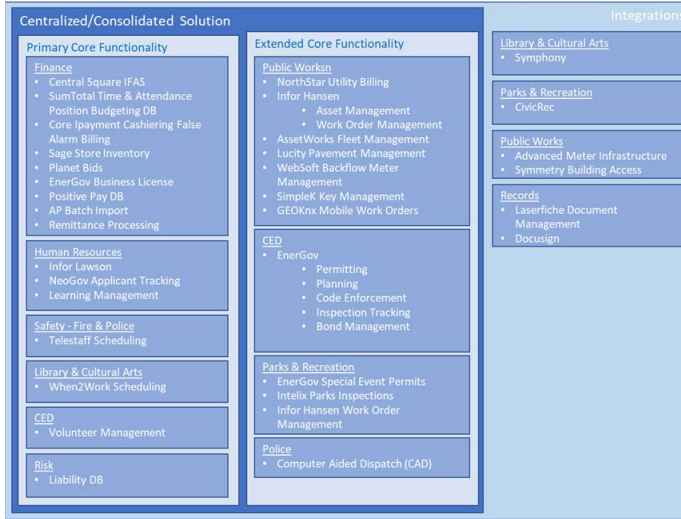 Centralized/Consolidated Solution
Primary Core Functionality
Finance
• Central Square IFAS
• SumTotal Time & Attendance
Position Budgeting DB
• Core Ipayment Cashiering False
Alarm Billing
• Sage Store Inventory
• Planet Bids
• EnerGov Business License
• Positive Pay DB
• AP Batch Import
• Remittance Processing
Human Resources
• Infor Lawson
• NeoGov Applicant Tracking
• Learning Management
Safety - Fire & Police
• Telestaff Scheduling
Library & Cultural Arts
• When2Work Scheduling
CED
• Volunteer Management
Risk
• Liability DB
Extended Core Functionality
Public Worksn
• NorthStar Utility Billing
• Infor Hansen
• Asset Management
• Work Order Management
• AssetWorks Fleet Management
• Lucity Pavement Management
• WebSoft Backflow Meter
Management
• SimpleK Key Management
• GEOKnx Mobile Work Orders
CED
• EnerGov
• Permitting
• Planning
• Code Enforcement
• Inspection Tracking
• Bond Management
Parks & Recreation
• EnerGov Special Event Permits
• Intelix Parks Inspections
• Infor Hansen Work Order
Management
Police
• Computer Aided Dispatch (CAD)
Integrations
Library & Cultural Arts
• Symphony
Parks & Recreation
• CivicRec
Public Works
• Advanced Meter Infrastructure
• Symmetry Building Access
Records
• Laserfiche Document
Management
• Docusign